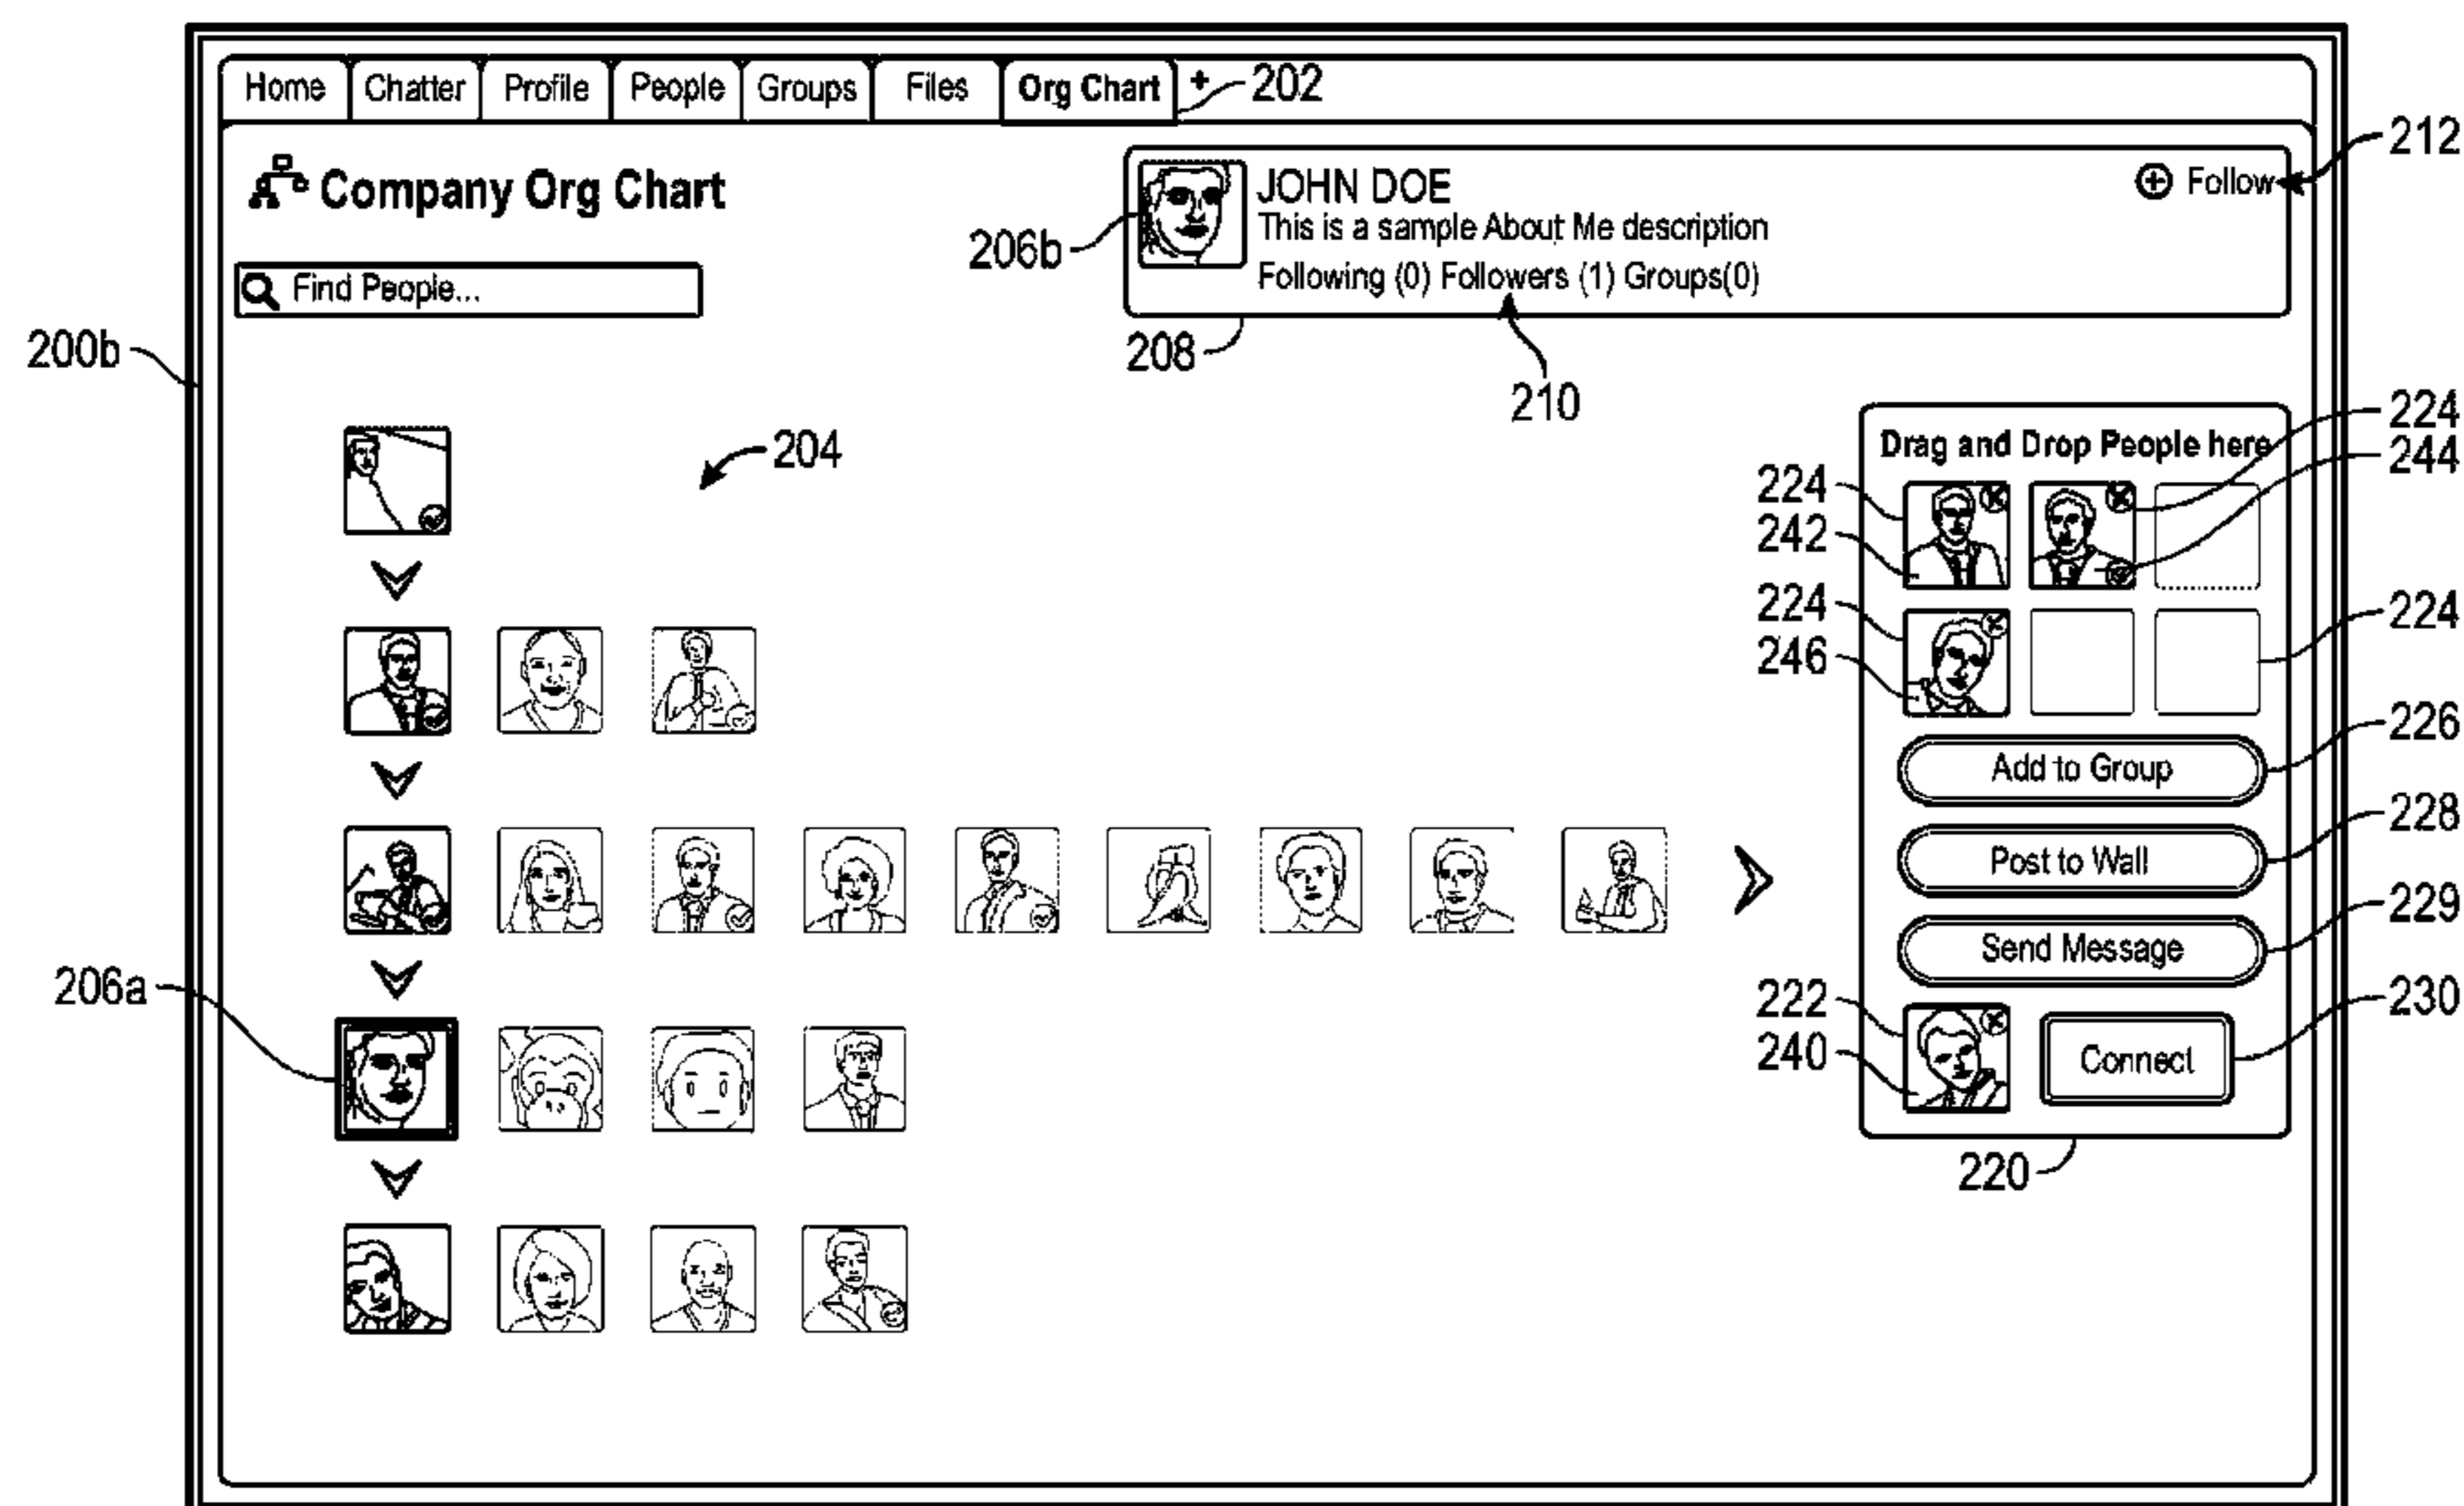 Home Chatter Profile People Groups Files Org Chart + 202
212
Company Org Chart
JOHN DOE
Follow
206b
This is a sample About Me description
Find People...
Following (0) Followers (1) Groups(0)
200b
208
210
204
224
Drag and Drop People here
244
224
242
224
224
246
226
Add to Group
228
Post to Wall
229
Send Message
206a
222
230
240
Connect
220